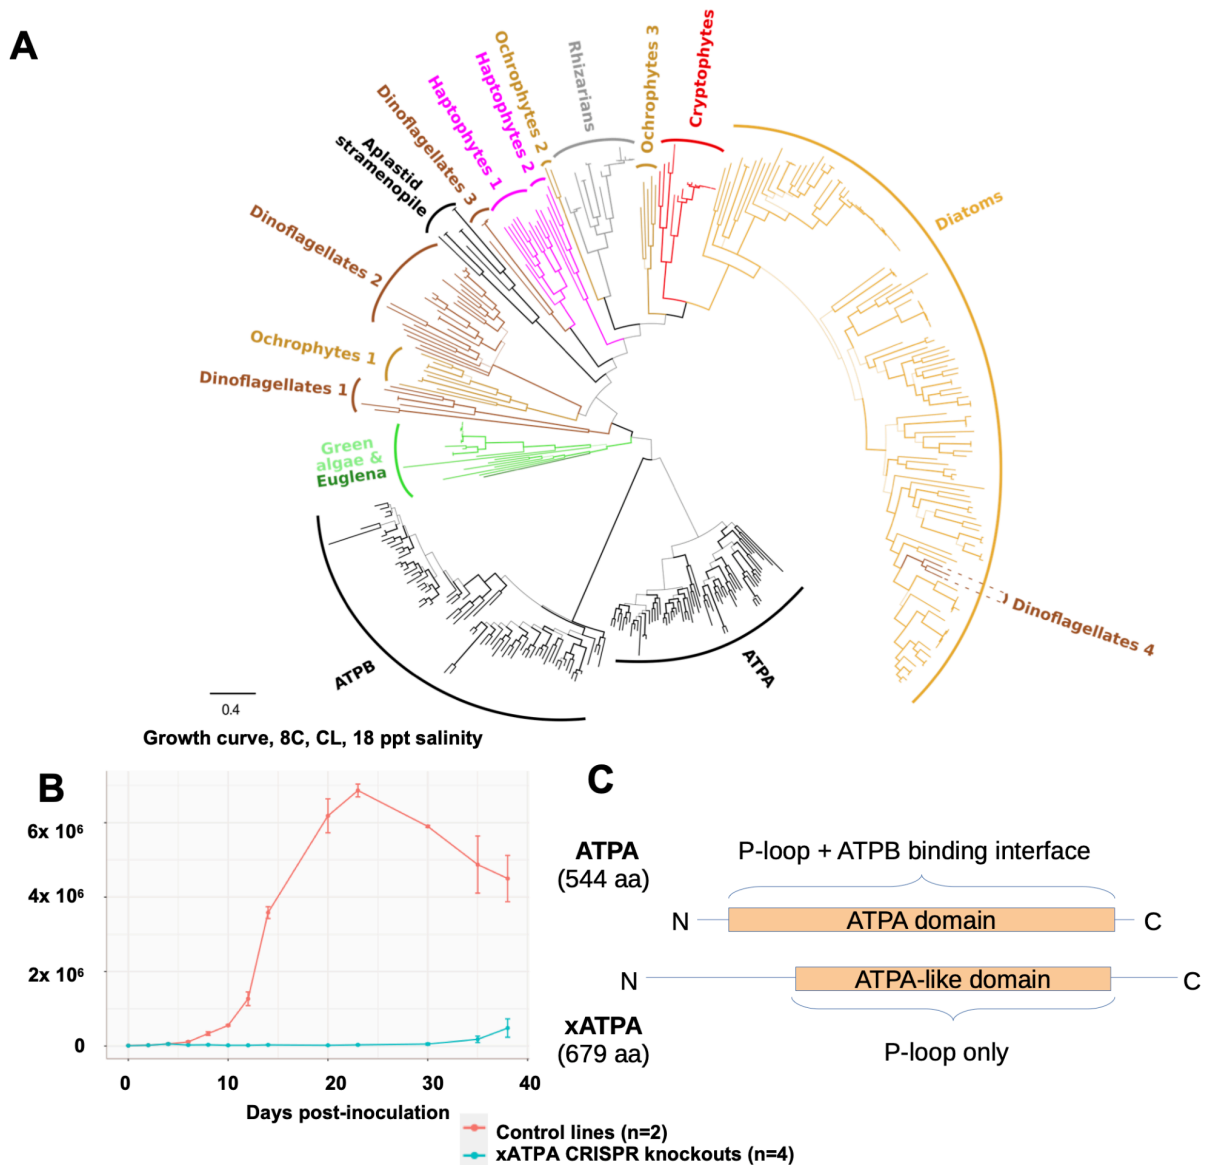 A
Ochrophytes 2
Haptophytes 2
Haptophytes 1
Dinoflagellates 3
Aplastid
stramenopile
Rhizarians
Ochrophytes 3
Cryptophytes
Diatoms
Dinoflagellates 2
Ochrophytes 1
Dinoflagellates 1
Green
algae &
Euglena
Dinoflagellates 4
ATPB
ATPA
0.4
Growth curve, 8C, CL, 18 ppt salinity
B
6x 10⁶
4x 10⁶
2x 10⁶
0
0 10 20 30 40
Days post-inoculation
Control lines (n=2)
xATPA CRISPR knockouts (n=4)
C
ATPA
(544 aa)
P-loop + ATPB binding interface
N ATPA domain C
N ATPA-like domain C
xATPA
(679 aa)
P-loop only